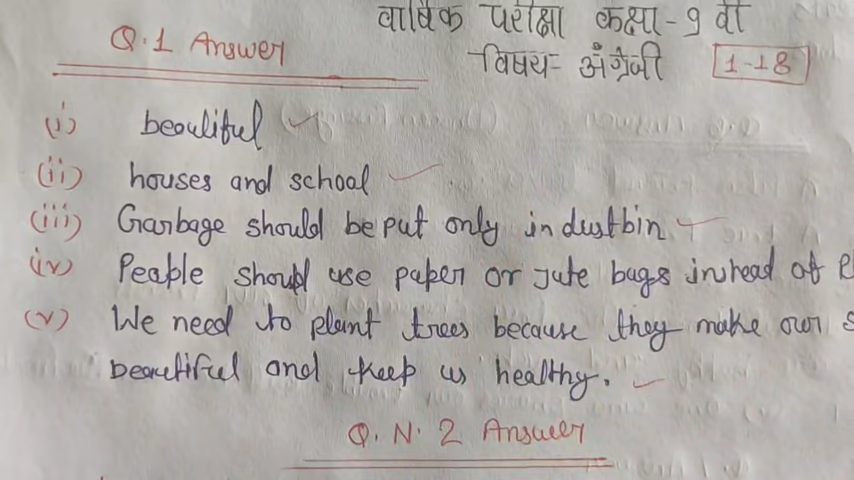 वार्षिक परीक्षा कक्षा-9 वीं
Q.1 Answer
विषय= अंग्रेजी 1-18
(i) beautiful
(ii) houses and school
(iii) Garbage should be put only in dustbin
(iv) People should use paper or Jute bags instead of
(v) We need to plant trees because they make our
beautiful and keep us healthy.
Q. N. 2 Answer